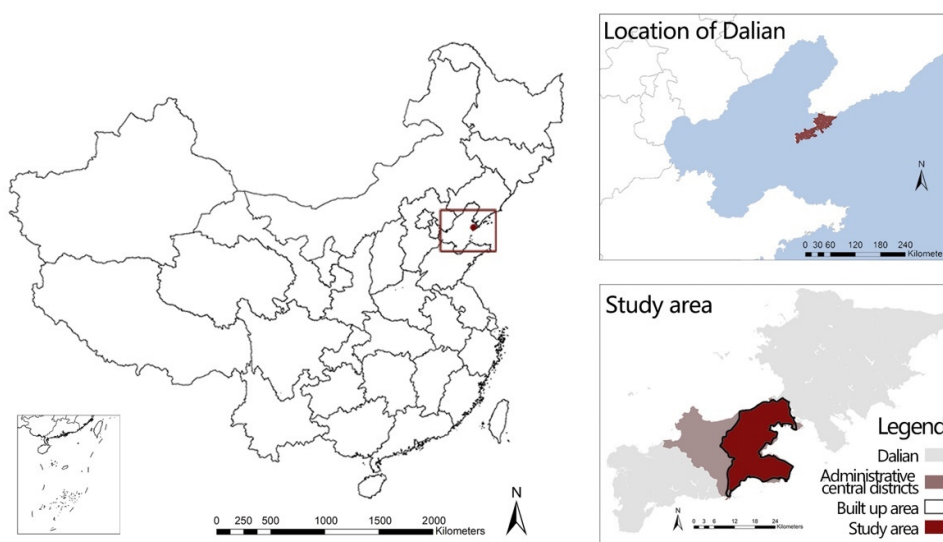 N
0 250 500 1000 1500 2000
Kilometers
Location of Dalian
N
0 30 60 120 180 240
Kilomete
Study area
Legen
Dalian
Administrative
central districts
Built up area
Study area
N
0 3 6 12 18 24
Kilometers